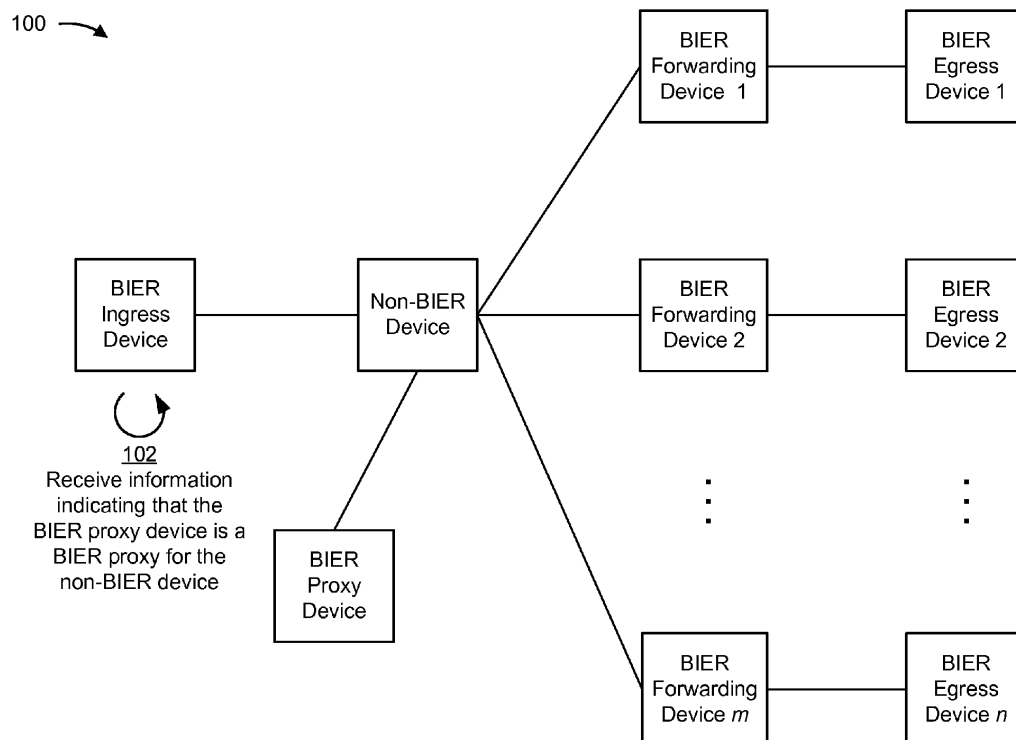 100
BIER
Forwarding
Device 1
BIER
Egress
Device 1
BIER
Ingress
Device
Non-BIER
Device
BIER
Forwarding
Device 2
BIER
Egress
Device 2
102
Receive information
indicating that the
BIER proxy device is a
BIER proxy for the
non-BIER device
BIER
Proxy
Device
BIER
Forwarding
Device m
BIER
Egress
Device n